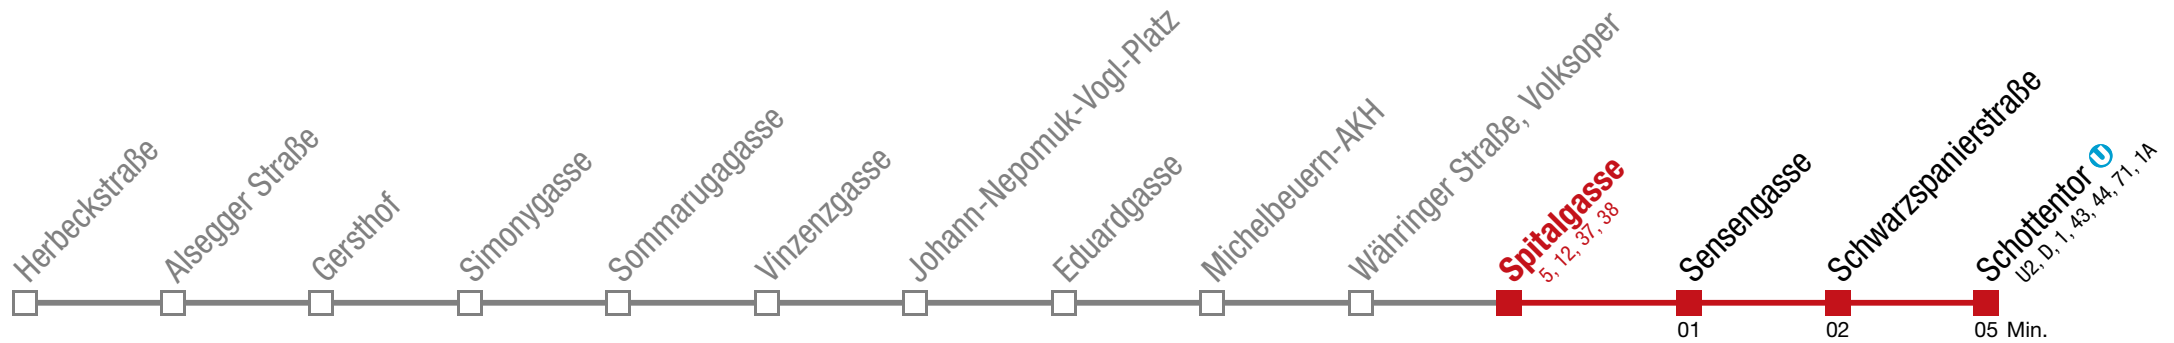 Herbeckstraße
Alsegger Straße
Gersthof
Simonygasse
Sommarugagasse
Vinzenzgasse
Johann-Nepomuk-Vogl-Platz
Eduardgasse
Michelbeuern-AKH
Währinger Straße, Volksoper
Spitalgasse
5, 12, 37, 38
Sensengasse
Schwarzspanierstraße
Schottentor U
U2, D, 1, 43, 44, 71, 1A
01
02
05 Min.